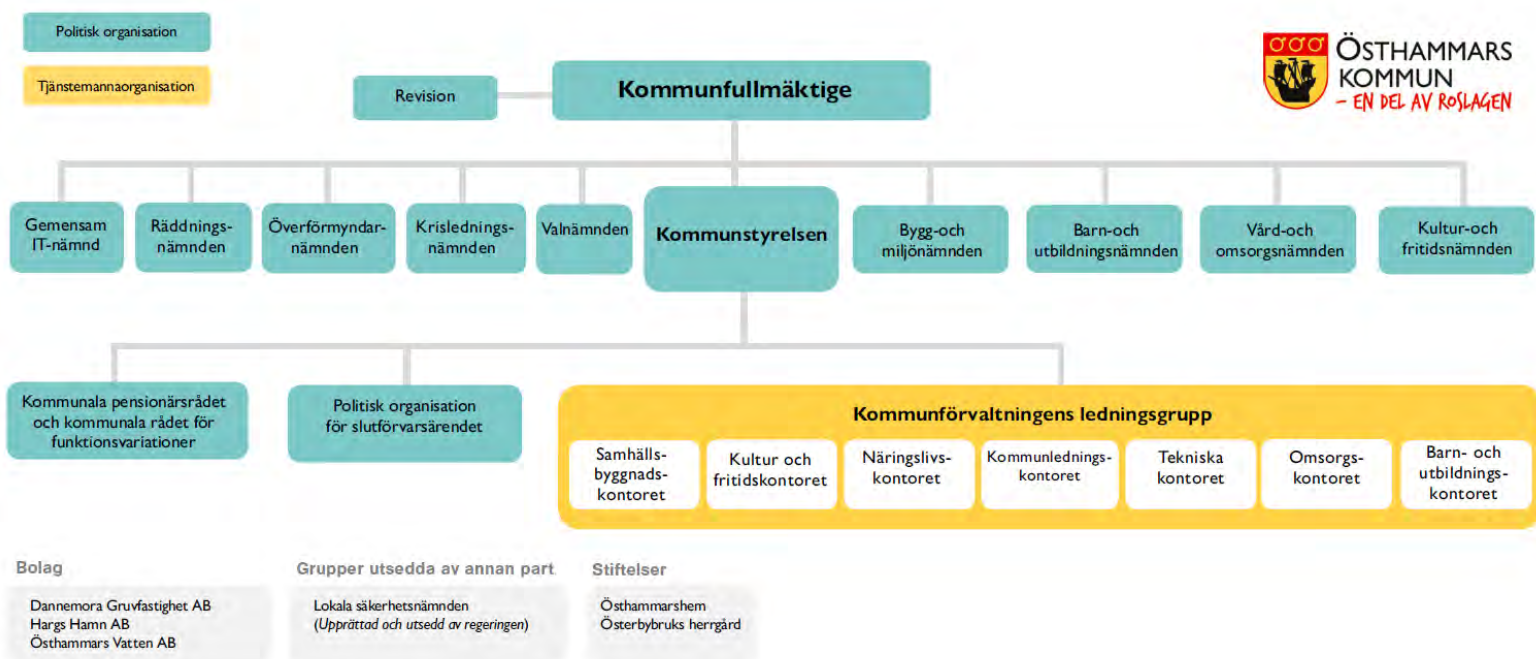 Politisk organisation
Tjänstemannaorganisation
Revision
Kommunfullmäktige
ÖSTHAMMARS
KOMMUN
– EN DEL AV ROSLAGEN
Gemensam
IT-nämnd
Räddnings-
nämnden
Överförmyndar-
nämnden
Krislednings-
nämnden
Valnämnden
Kommunstyrelsen
Bygg-och
miljönämnden
Barn-och
utbildningsnämnden
Vård-och
omsorgsnämnden
Kultur-och
fritidsnämnden
Kommunala pensionärsrådet
och kommunala rådet för
funktionsvariationer
Politisk organisation
för slutförvarsärendet
Kommunförvaltningens ledningsgrupp
Samhälls-
byggnads-
kontoret
Kultur och
fritidskontoret
Näringslivs-
kontoret
Kommunlednings-
kontoret
Tekniska
kontoret
Omsorgs-
kontoret
Barn- och
utbildnings-
kontoret
Bolag
Dannemora Gruvfastighet AB
Hargs Hamn AB
Östhammars Vatten AB
Grupper utsedda av annan part
Lokala säkerhetsnämnden
(Upprättad och utsedd av regeringen)
Stiftelser
Östhammarshem
Österbybruks herrgård